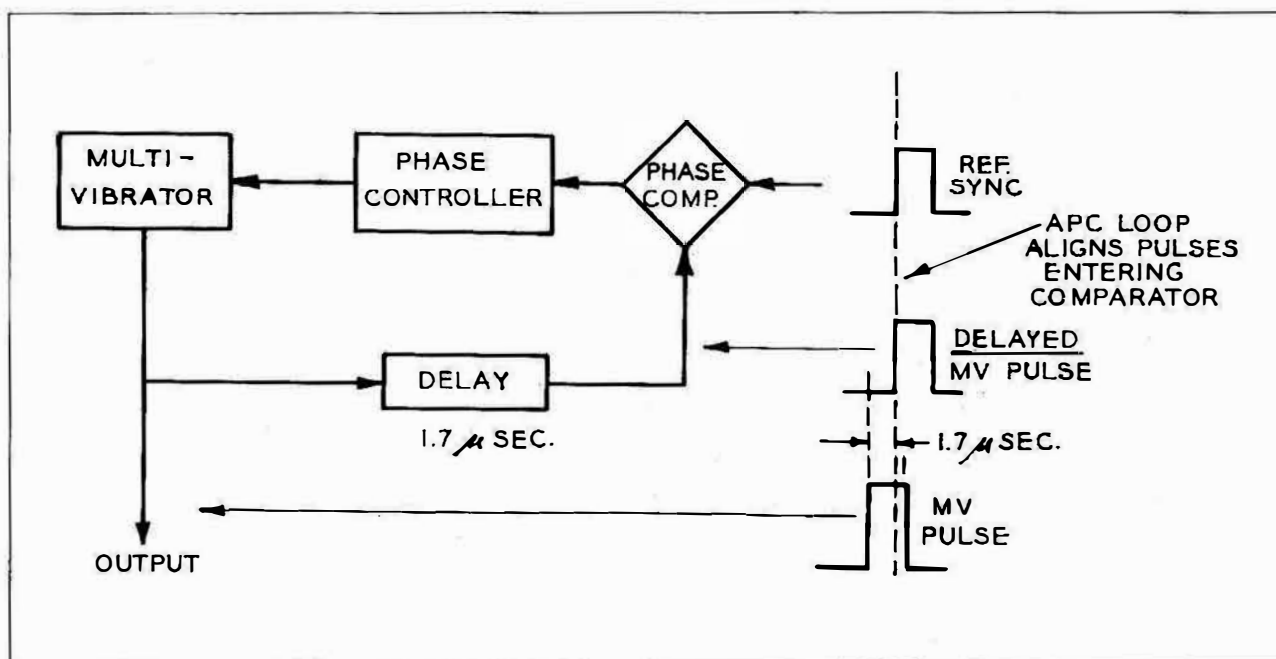 MULTI-
VIBRATOR
PHASE
CONTROLLER
PHASE
COMP.
REF.
SYNC
APC LOOP
ALIGNS PULSES
ENTERING
COMPARATOR
DELAYED
MV PULSE
DELAY
1.7 μ SEC.
1.7 μ SEC.
MV
PULSE
OUTPUT